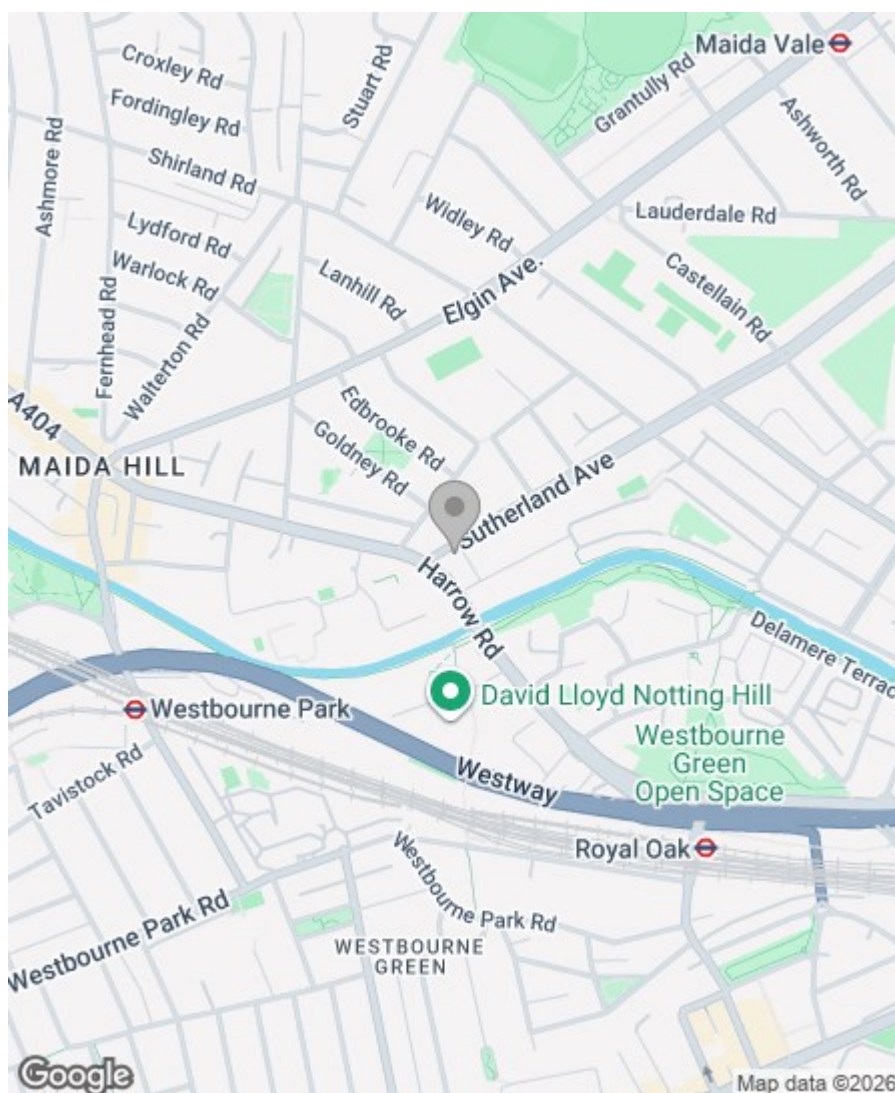 Maida Vale
Croxley Rd
Stuart Rd
Grantully Rd
Fordingley Rd
Ashworth Rd
Ashmore Rd
Shirland Rd
Widley Rd
Lauderdale Rd
Lydford Rd
Warlock Rd
Lanhill Rd
Elgin Ave.
Castellain Rd
Fernhead Rd
Walterton Rd
A404
Edbrooke Rd
Goldney Rd
MAIDA HILL
Sutherland Ave
Harrow Rd
Delamere Terrac
Westbourne Park
David Lloyd Notting Hill
Westbourne
Green
Open Space
Tavistock Rd
Westway
Royal Oak
Westbourne Park Rd
Westbourne Park Rd
WESTBOURNE
GREEN
Google
Map data ©2026